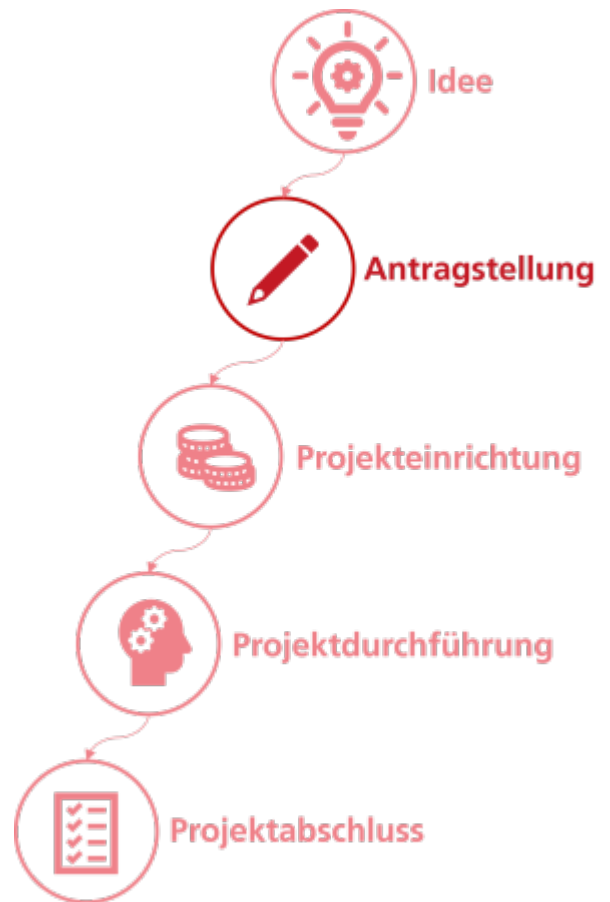 Idee
Antragstellung
Projekteinrichtung
Projektdurchführung
Projektabschluss